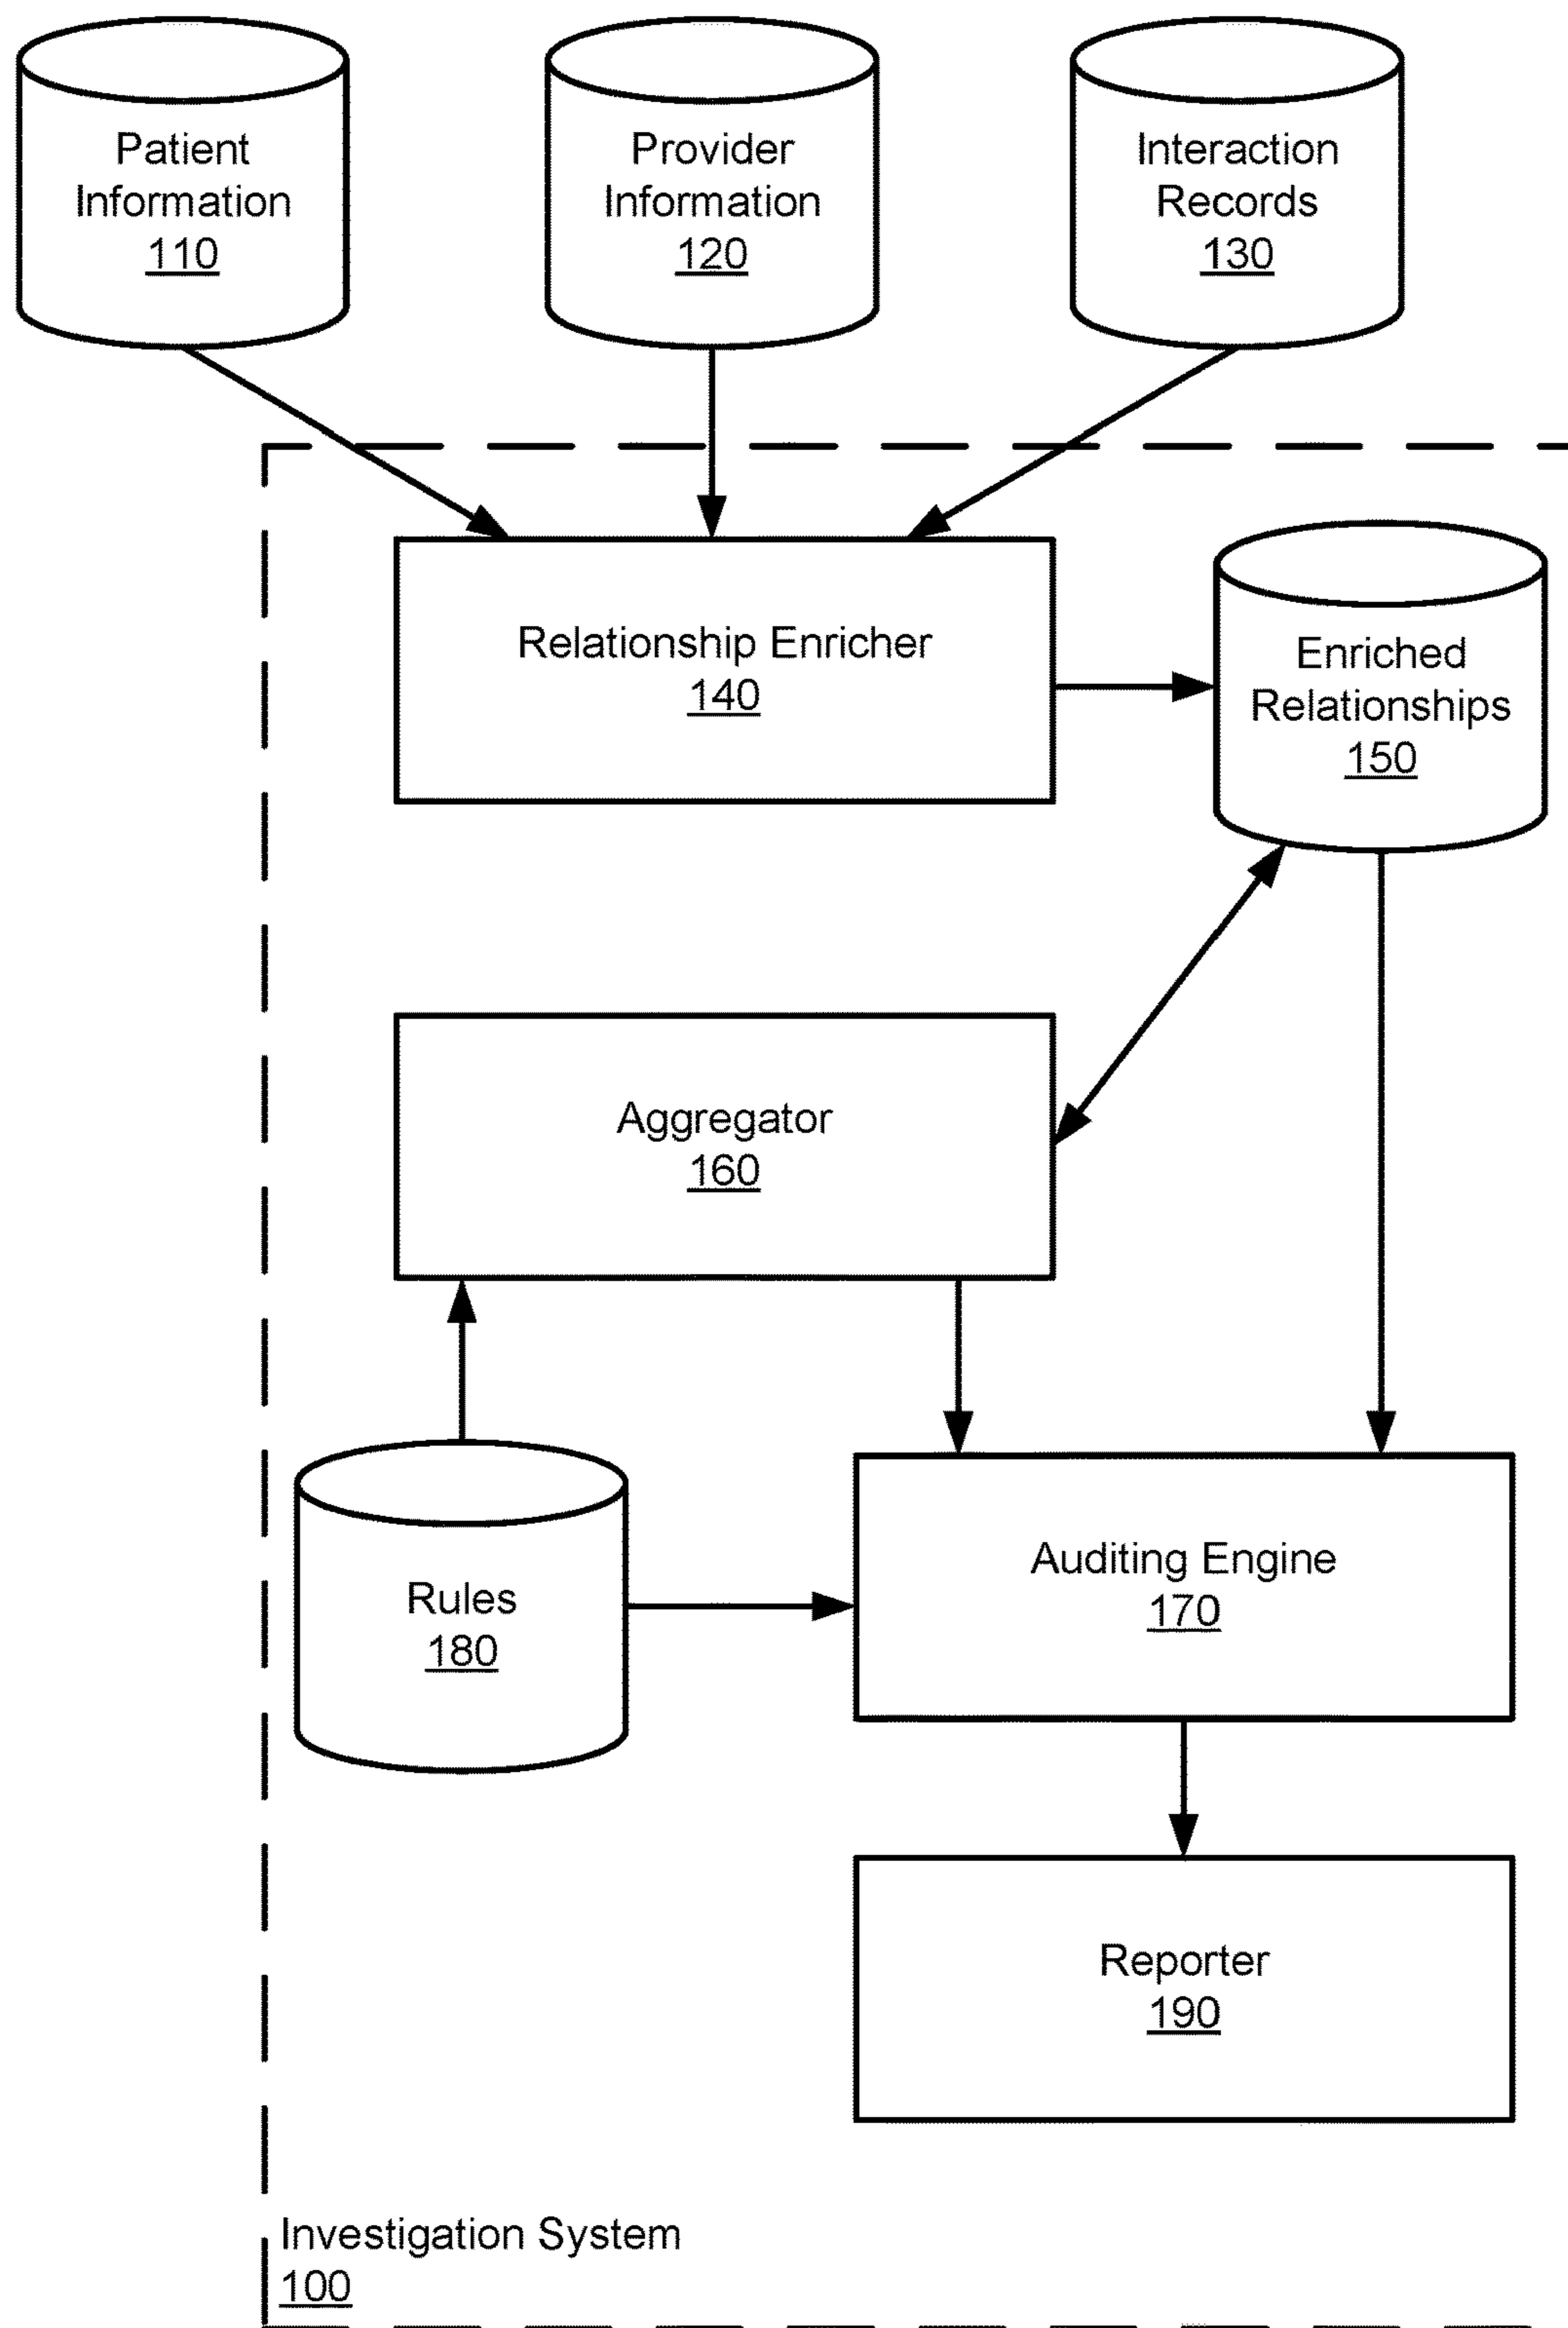 Patient
Information
110
Provider
Information
120
Interaction
Records
130
Relationship Enricher
140
Enriched
Relationships
150
Aggregator
160
Rules
180
Auditing Engine
170
Reporter
190
Investigation System
100